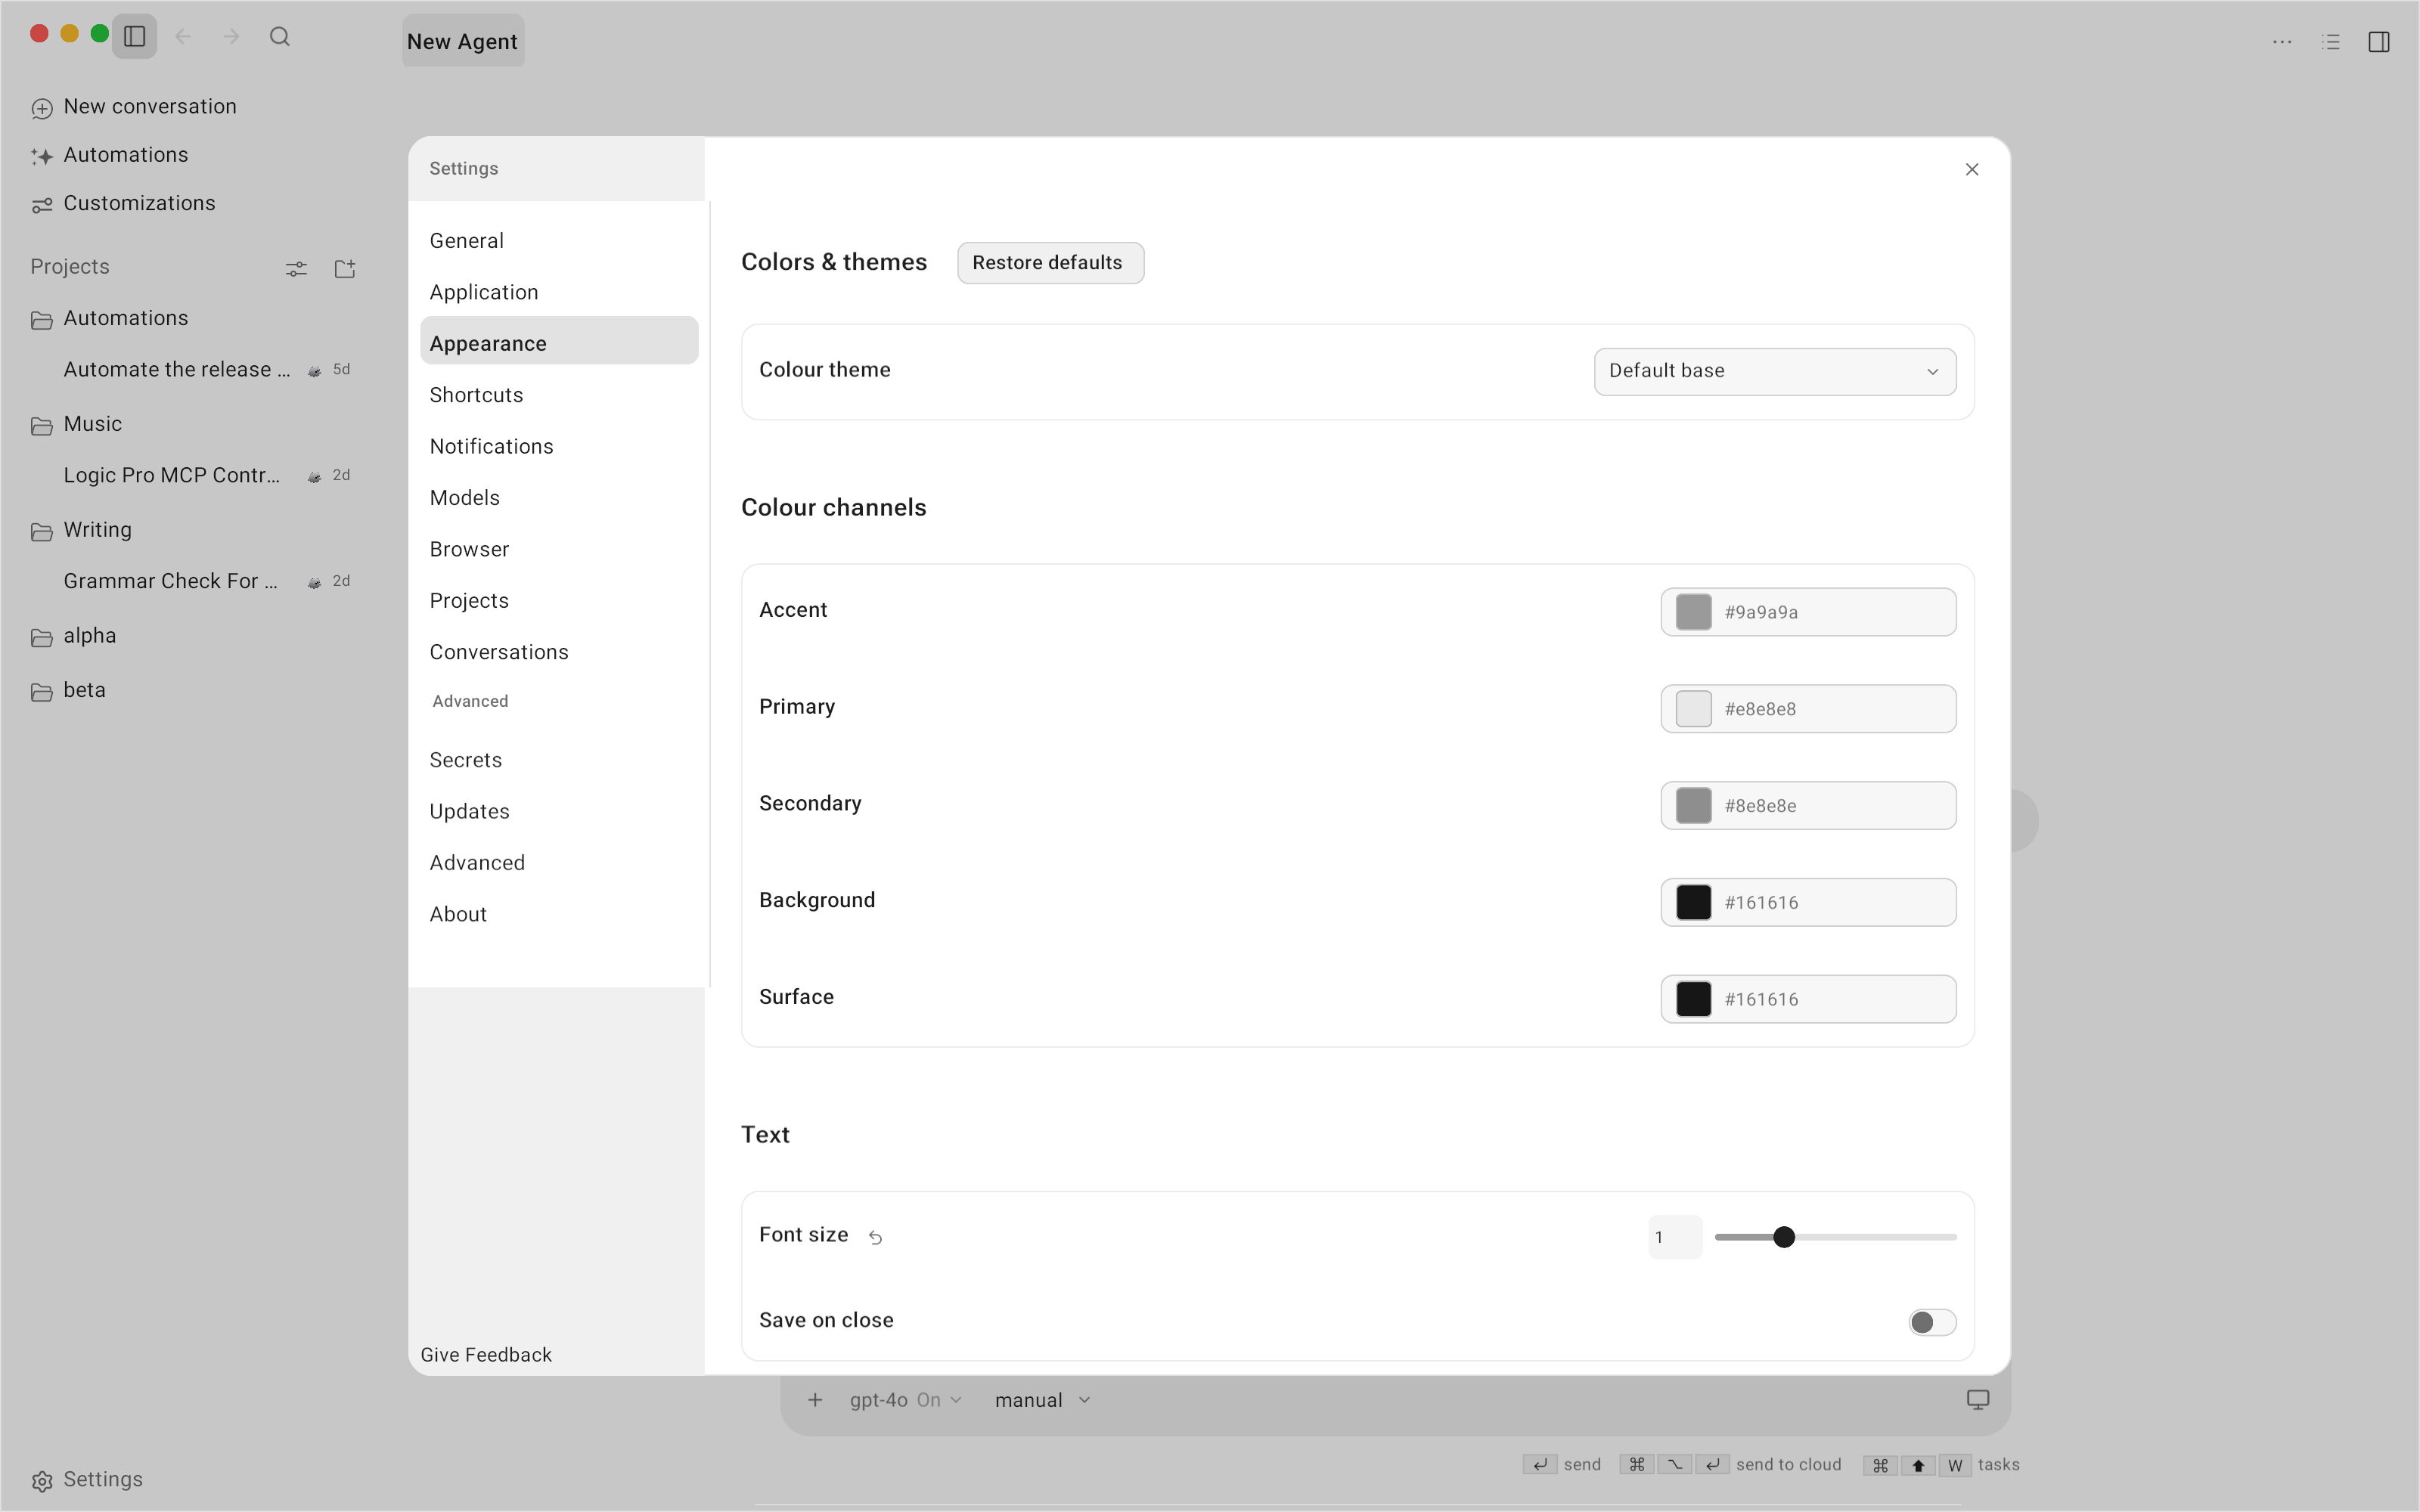 New Agent
New conversation
Automations
Customizations
Projects
Automations
Automate the release ... 5d
Music
Logic Pro MCP Contr... 2d
Writing
Grammar Check For ... 2d
alpha
beta
Settings
Settings
General
Application
Appearance
Shortcuts
Notifications
Models
Browser
Projects
Conversations
Advanced
Secrets
Updates
Advanced
About
Give Feedback
Colors & themes Restore defaults
Colour theme Default base
Colour channels
Accent #9a9a9a
Primary #e8e8e8
Secondary #8e8e8e
Background #161616
Surface #161616
Text
Font size 1
Save on close
gpt-4o On manual
send ⌘ ⌥ send to cloud ⌘ W tasks